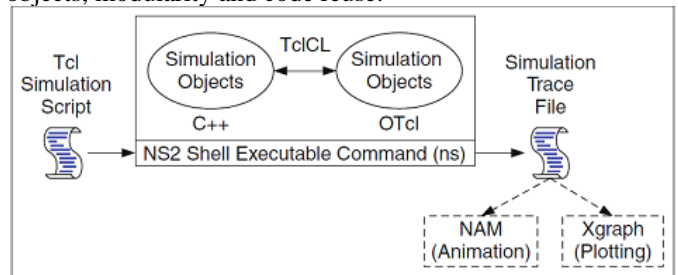 objects, modularity and code reuse.
Tcl
Simulation
Script
Simulation
Objects
TclCL
Simulation
Objects
C++
OTcl
NS2 Shell Executable Command (ns)
Simulation
Trace
File
NAM
(Animation)
Xgraph
(Plotting)